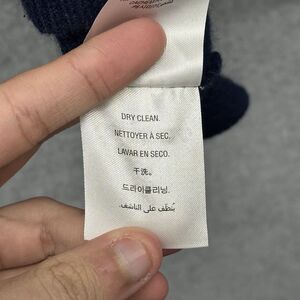 DRY CLEAN.
NETTOYER À SEC.
LAVAR EN SECO.
干洗。
드라이클리닝.
يُنظف على الناشف.